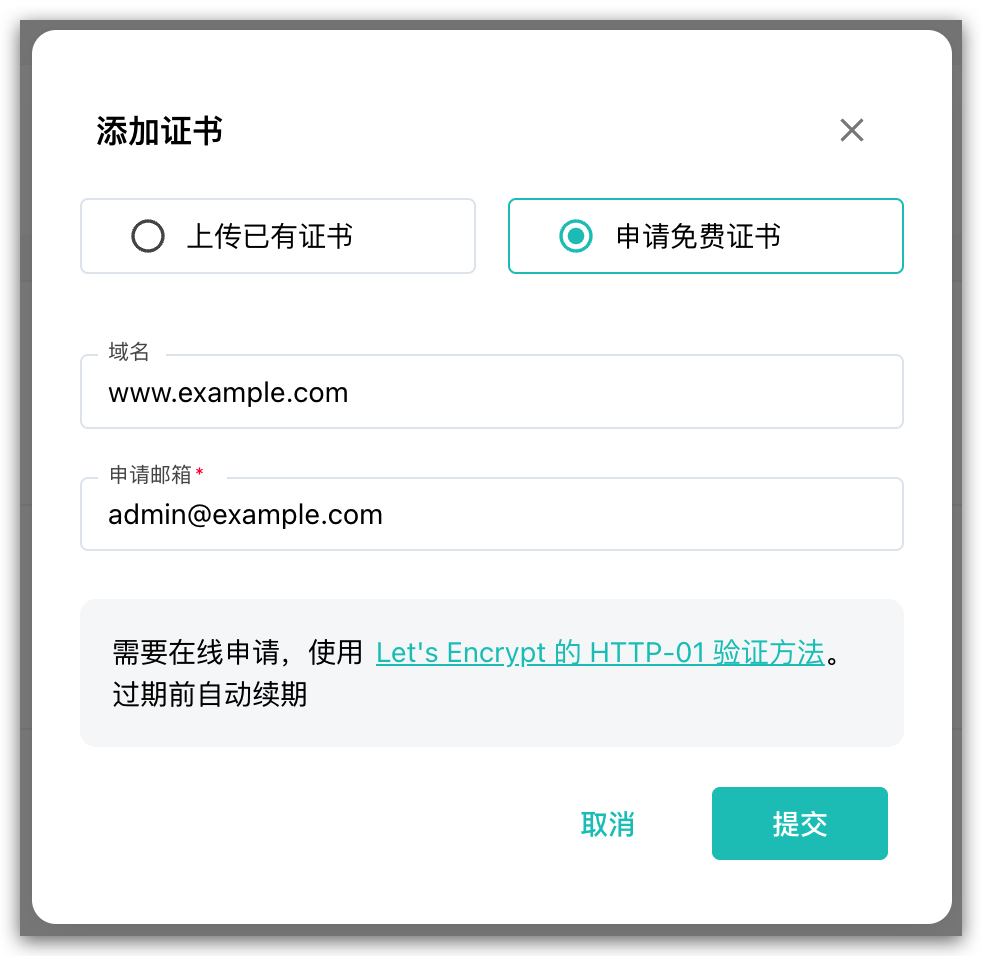 添加证书
上传已有证书
申请免费证书
域名
www.example.com
申请邮箱*
admin@example.com
需要在线申请，使用 Let's Encrypt 的 HTTP-01 验证方法。
过期前自动续期
取消
提交